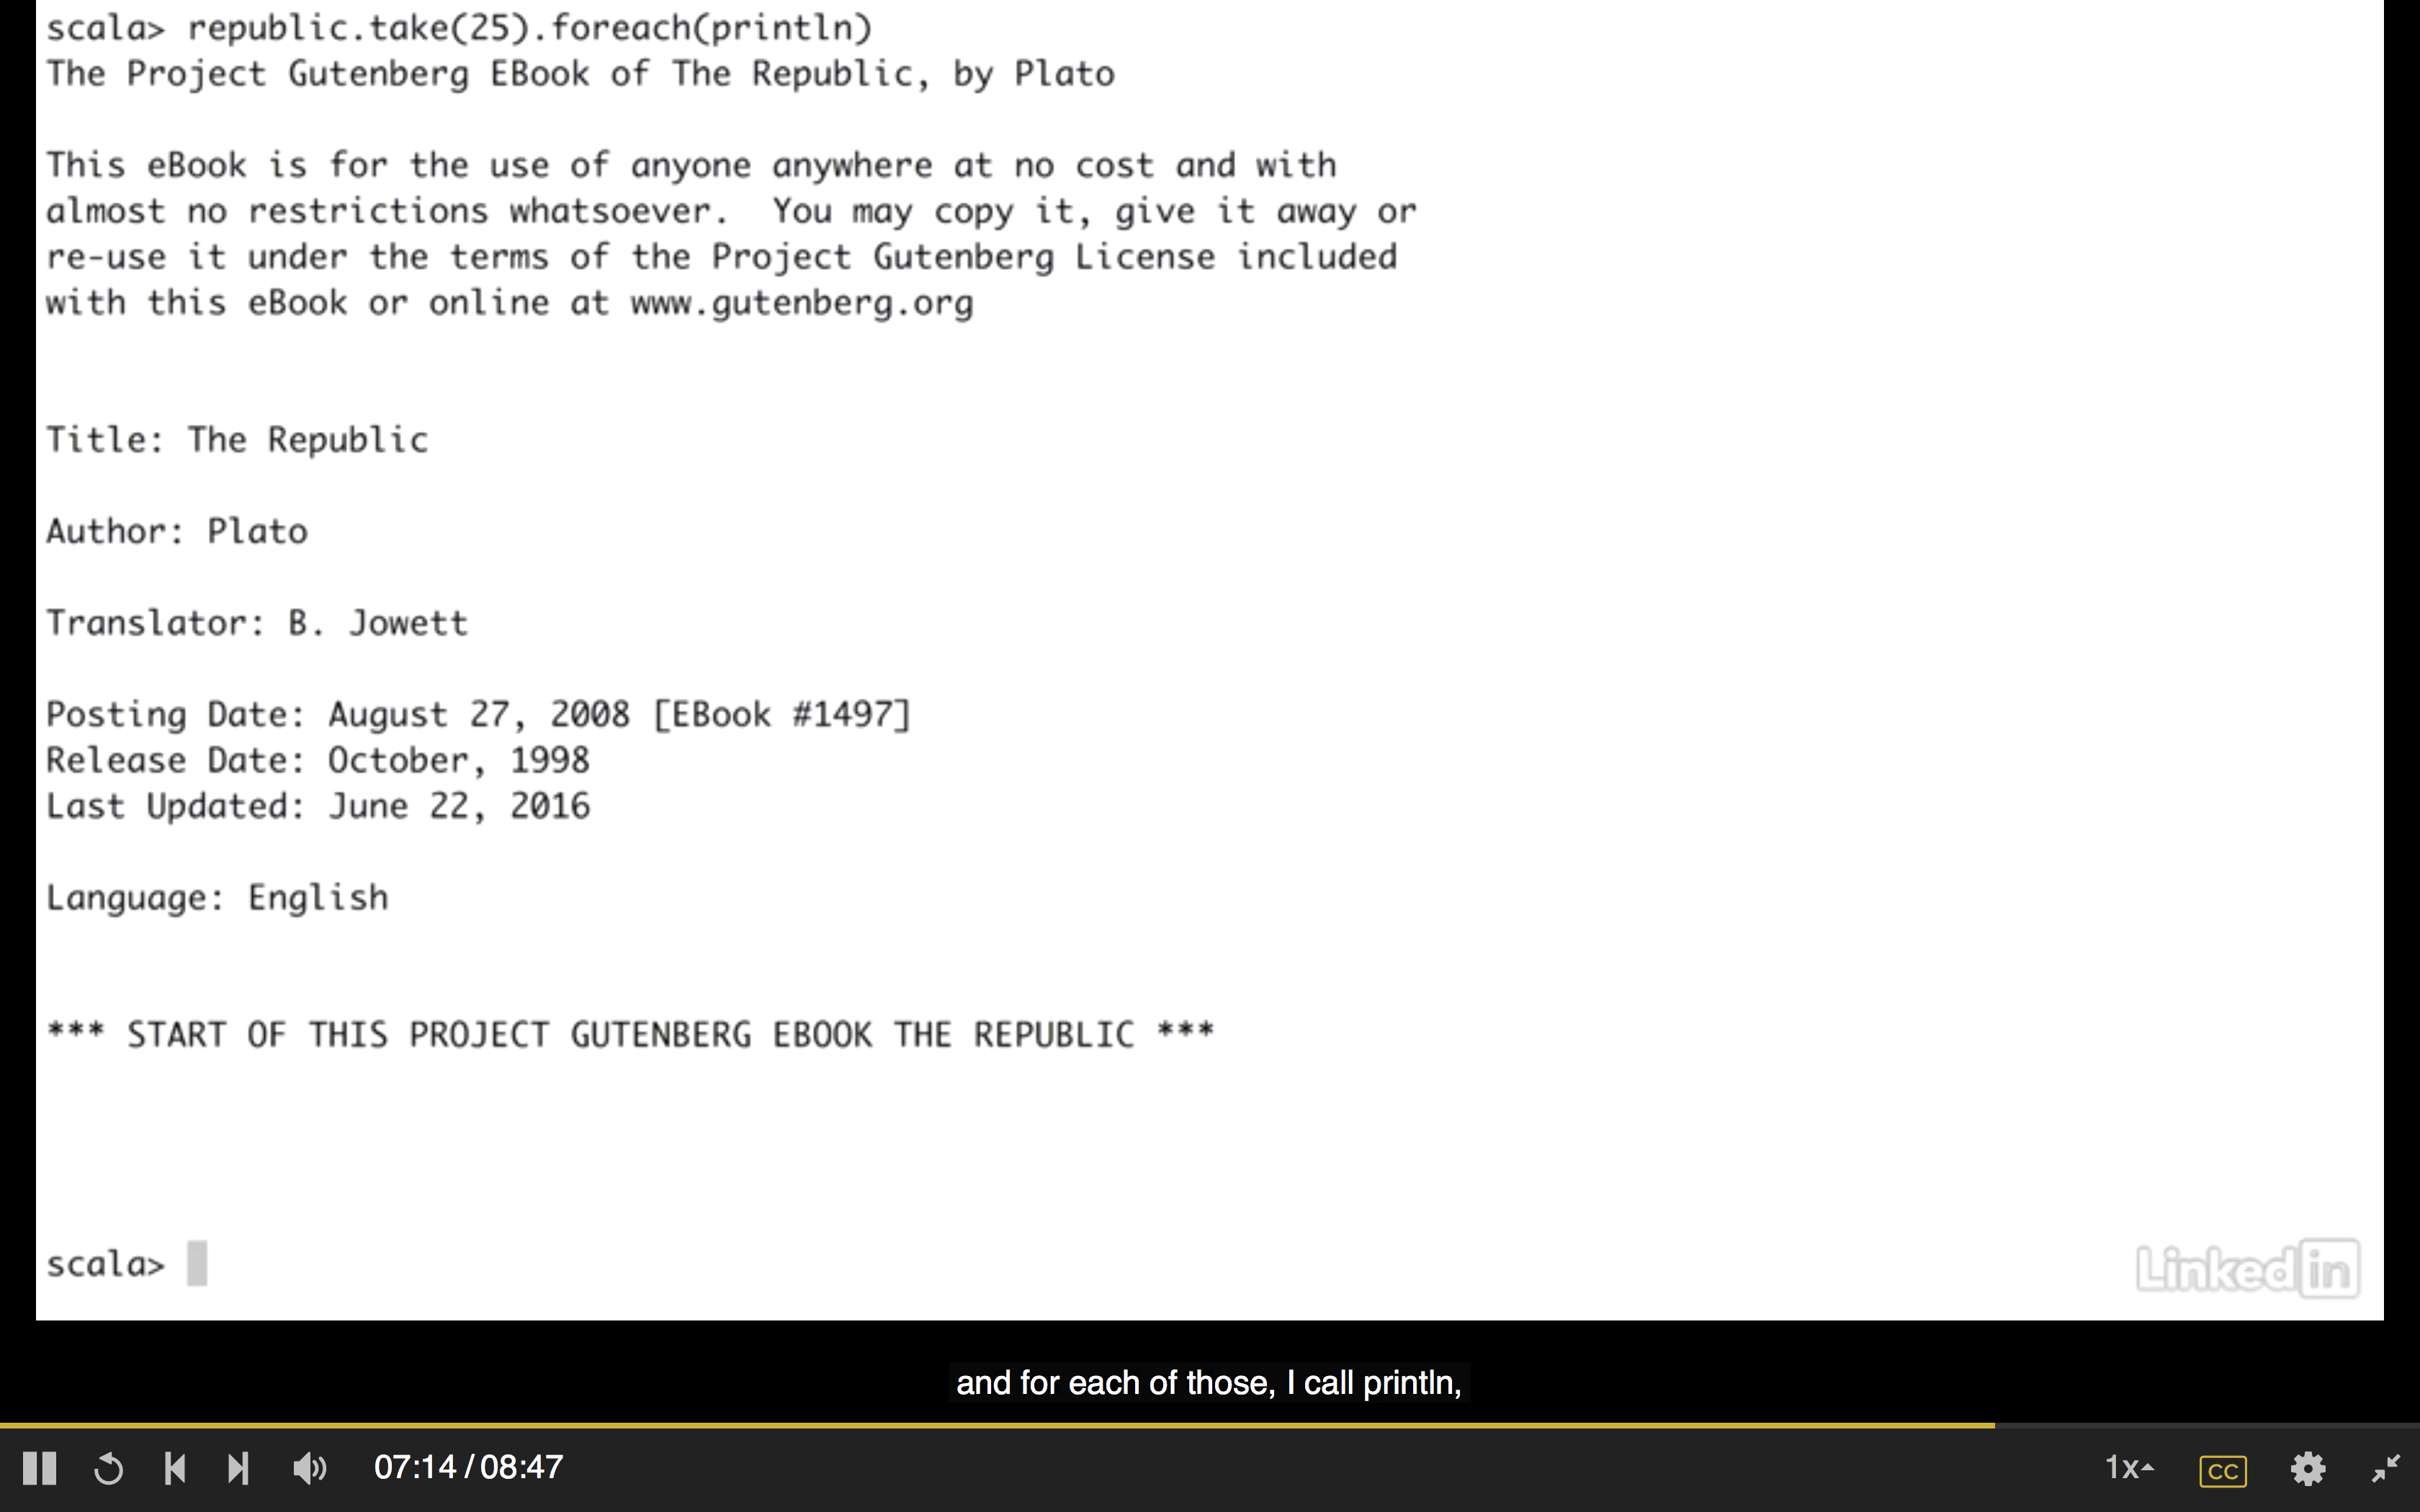 scala> republic.take(25).foreach(println)
The Project Gutenberg EBook of The Republic, by Plato
This eBook is for the use of anyone anywhere at no cost and with
almost no restrictions whatsoever.  You may copy it, give it away or
re-use it under the terms of the Project Gutenberg License included
with this eBook or online at www.gutenberg.org
Title: The Republic
Author: Plato
Translator: B. Jowett
Posting Date: August 27, 2008 [EBook #1497]
Release Date: October, 1998
Last Updated: June 22, 2016
Language: English
*** START OF THIS PROJECT GUTENBERG EBOOK THE REPUBLIC ***
scala>
Linked in
and for each of those, I call println,
07:14 / 08:47
1x
CC